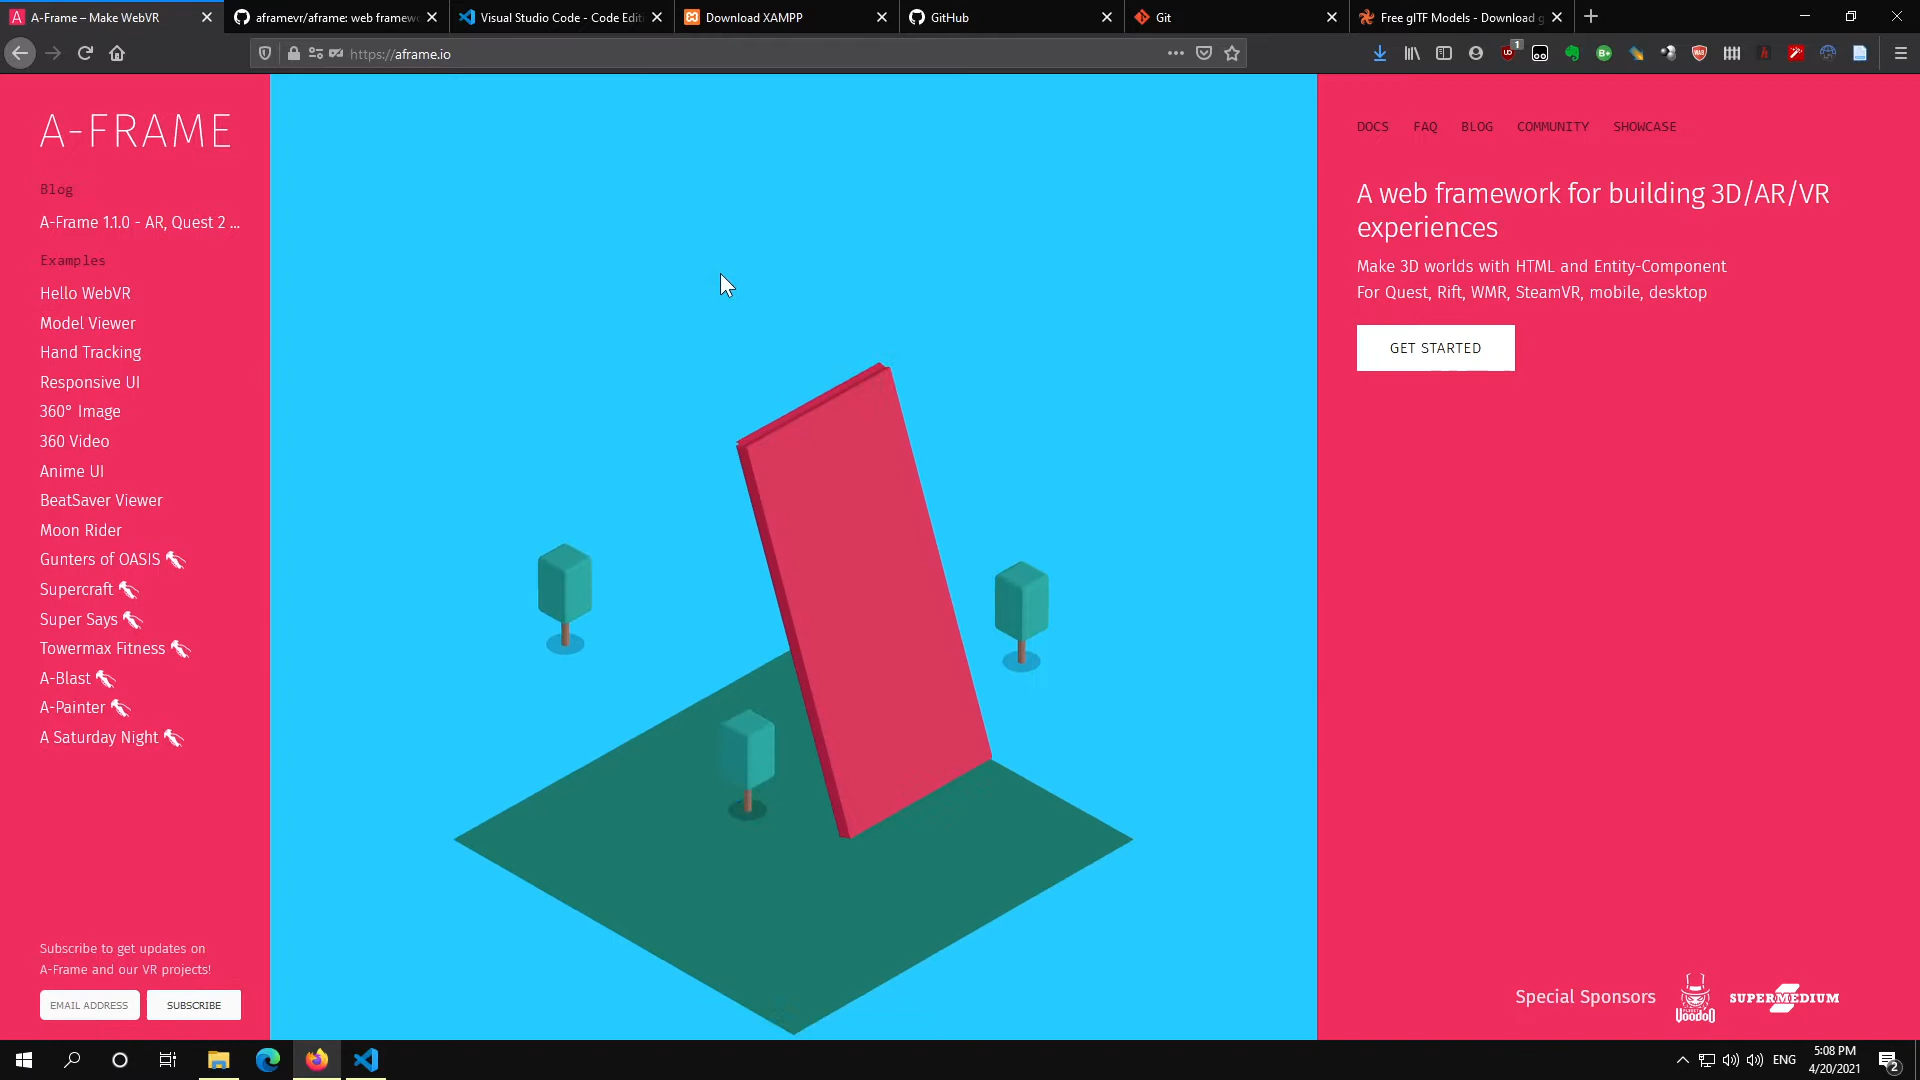 A-Frame – Make WebVR
aframevr/aframe: web framew
Visual Studio Code - Code Edit
Download XAMPP
GitHub
Git
Free glTF Models - Download g
https://aframe.io
1
A-FRAME
Blog
A-Frame 1.1.0 - AR, Quest 2 ...
Examples
Hello WebVR
Model Viewer
Hand Tracking
Responsive UI
360° Image
360 Video
Anime UI
BeatSaver Viewer
Moon Rider
Gunters of OASIS
Supercraft
Super Says
Towermax Fitness
A-Blast
A-Painter
A Saturday Night
Subscribe to get updates on
A-Frame and our VR projects!
EMAIL ADDRESS
SUBSCRIBE
DOCS FAQ BLOG COMMUNITY SHOWCASE
A web framework for building 3D/AR/VR
experiences
Make 3D worlds with HTML and Entity-Component
For Quest, Rift, WMR, SteamVR, mobile, desktop
GET STARTED
Special Sponsors
VOODOO
SUPERMEDIUM
ENG
5:08 PM
4/20/2021
2